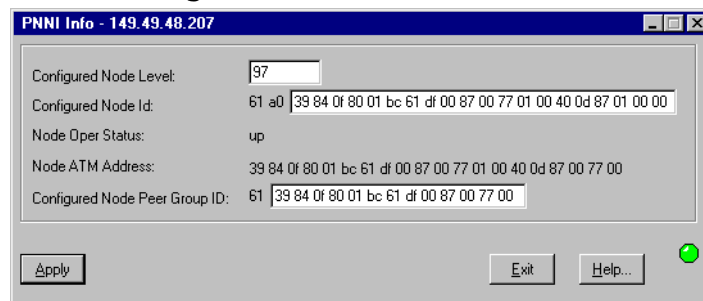 PNNI Info - 149.49.48.207
Configured Node Level: 97
Configured Node Id: 61 a0 39 84 0f 80 01 bc 61 df 00 87 00 77 01 00 40 0d 87 01 00 00
Node Oper Status: up
Node ATM Address: 39 84 0f 80 01 bc 61 df 00 87 00 77 01 00 40 0d 87 00 77 00
Configured Node Peer Group ID: 61 39 84 0f 80 01 bc 61 df 00 87 00 77 00
Apply Exit Help...